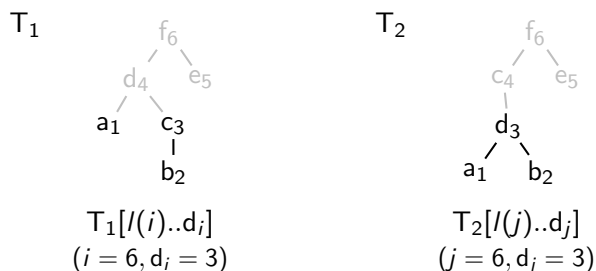 T₁
f₆
d₄ e₅
a₁ c₃
b₂
T₁[l(i)..dᵢ]
(i = 6, dᵢ = 3)
T₂
f₆
c₄ e₅
d₃
a₁ b₂
T₂[l(j)..dⱼ]
(j = 6, dⱼ = 3)